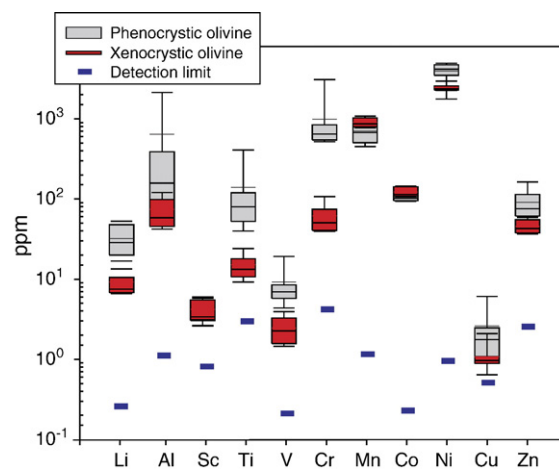 Phenocrystic olivine
Xenocrystic olivine
Detection limit
10³
10²
10¹
10⁰
10⁻¹
ppm
Li Al Sc Ti V Cr Mn Co Ni Cu Zn